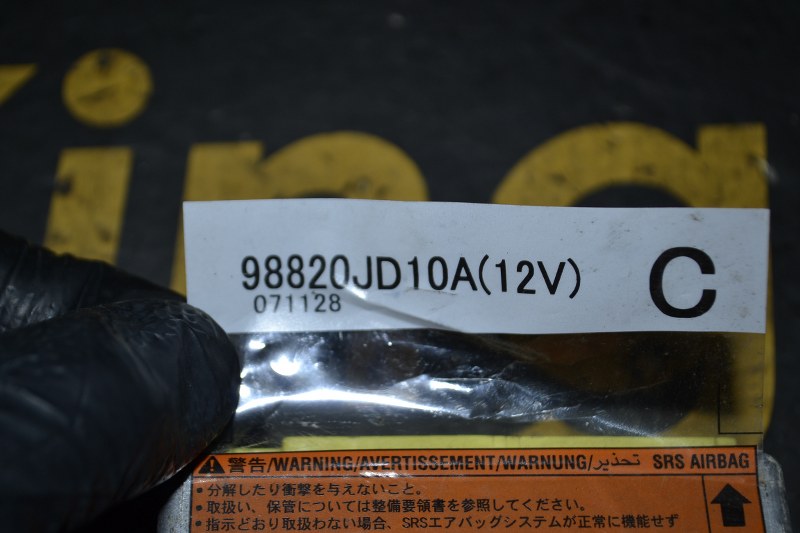 ing
98820JD10A(12V)
C
071128
警告/WARNING/AVERTISSEMENT/WARNUNG/تحذير SRS AIRBAG
・分解したり衝撃を与えないこと。
・取扱い、保管については整備要領書を参照してください。
・指示どおり取扱わない場合、SRSエアバッグシステムが正常に機能せず